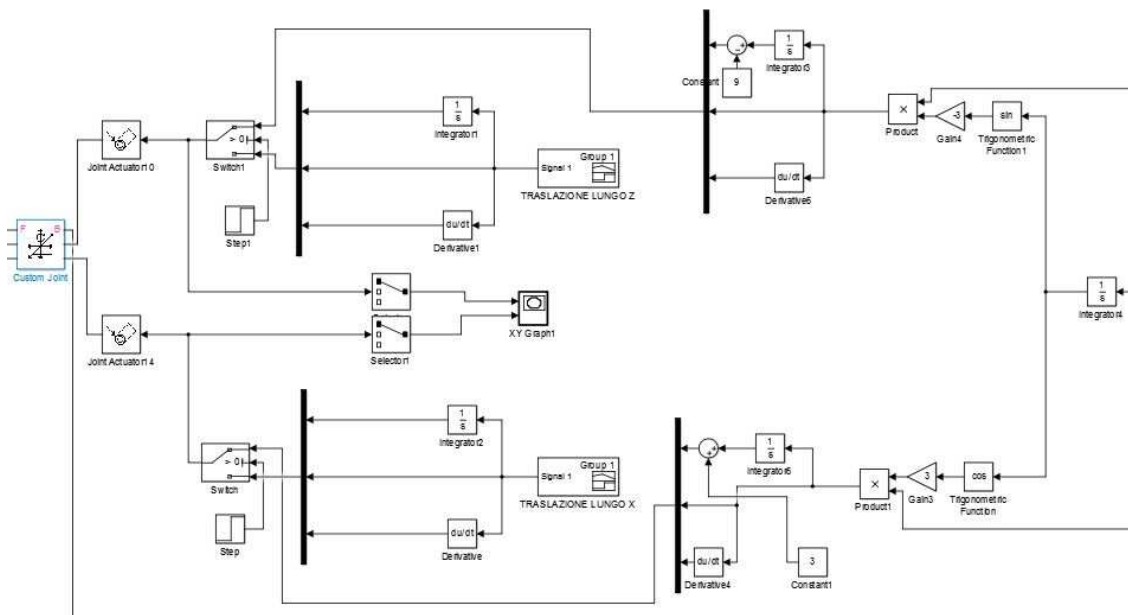 1
s
Integrator3
Constant
9
×
Product
-3
Gain4
sin
Trigonometric
Function1
du/dt
Derivative5
1
s
Integrator1
> 0
Switch1
Joint Actuator10
Group 1
Signal 1
TRASLAZIONE LUNGO Z
Step1
du/dt
Derivative1
F
B
Custom Joint
1
s
Integrator4
XY Graph1
Selector1
Joint Actuator14
1
s
Integrator2
> 0
Switch
Group 1
Signal 1
TRASLAZIONE LUNGO X
1
s
Integrator5
×
Product1
3
Gain3
cos
Trigonometric
Function
Step
du/dt
Derivative
du/dt
Derivative4
3
Constant1